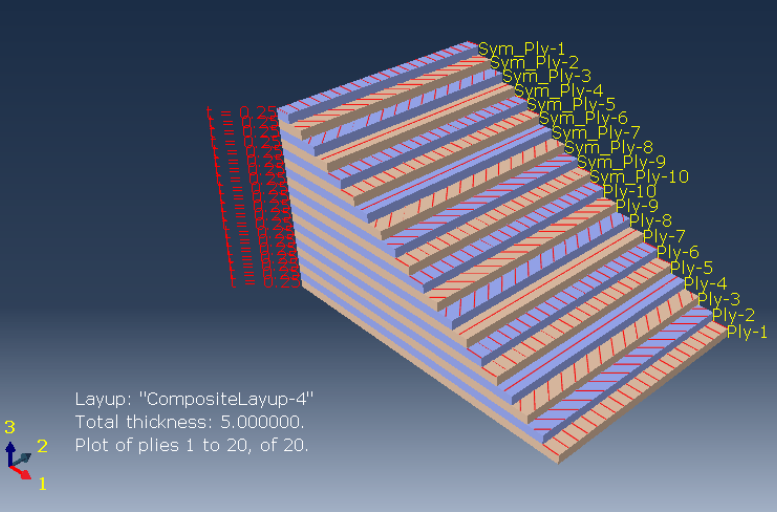 Sym_Ply-1
Sym_Ply-2
Sym_Ply-3
Sym_Ply-4
Sym_Ply-5
Sym_Ply-6
Sym_Ply-7
Sym_Ply-8
Sym_Ply-9
Sym_Ply-10
Ply-10
Ply-9
Ply-8
Ply-7
Ply-6
Ply-5
Ply-4
Ply-3
Ply-2
Ply-1
t = 0.25
Layup: "CompositeLayup-4"
Total thickness: 5.000000.
Plot of plies 1 to 20, of 20.
3
2
1